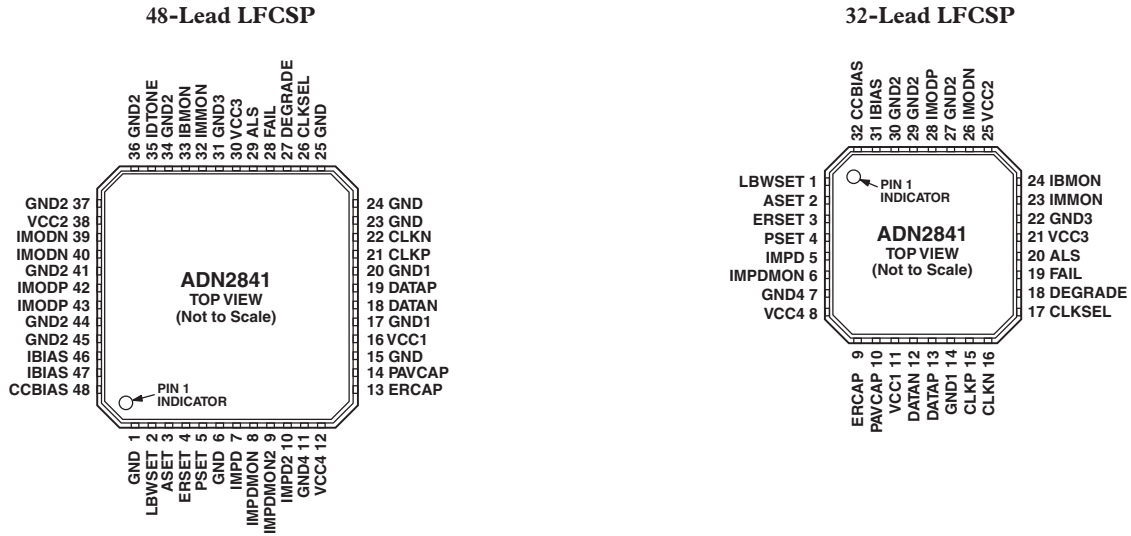 48-Lead LFCSP
36 GND2
35 IDTONE
34 GND2
33 IBMON
32 IMMON
31 GND3
30 VCC3
29 ALS
28 FAIL
27 DEGRADE
26 CLKSEL
25 GND
GND2 37
VCC2 38
IMODN 39
IMODN 40
GND2 41
IMODP 42
IMODP 43
GND2 44
GND2 45
IBIAS 46
IBIAS 47
CCBIAS 48
ADN2841
TOP VIEW
(Not to Scale)
PIN 1
INDICATOR
24 GND
23 GND
22 CLKN
21 CLKP
20 GND1
19 DATAP
18 DATAN
17 GND1
16 VCC1
15 GND
14 PAVCAP
13 ERCAP
GND 1
LBWSET 2
ASET 3
ERSET 4
PSET 5
GND 6
IMPD 7
IMPDMON 8
IMPDMON2 9
IMPD2 10
GND4 11
VCC4 12
32-Lead LFCSP
32 CCBIAS
31 IBIAS
30 GND2
29 GND2
28 IMODP
27 GND2
26 IMODN
25 VCC2
LBWSET 1
ASET 2
ERSET 3
PSET 4
IMPD 5
IMPDMON 6
GND4 7
VCC4 8
PIN 1
INDICATOR
ADN2841
TOP VIEW
(Not to Scale)
24 IBMON
23 IMMON
22 GND3
21 VCC3
20 ALS
19 FAIL
18 DEGRADE
17 CLKSEL
ERCAP 9
PAVCAP 10
VCC1 11
DATAN 12
DATAP 13
GND1 14
CLKP 15
CLKN 16